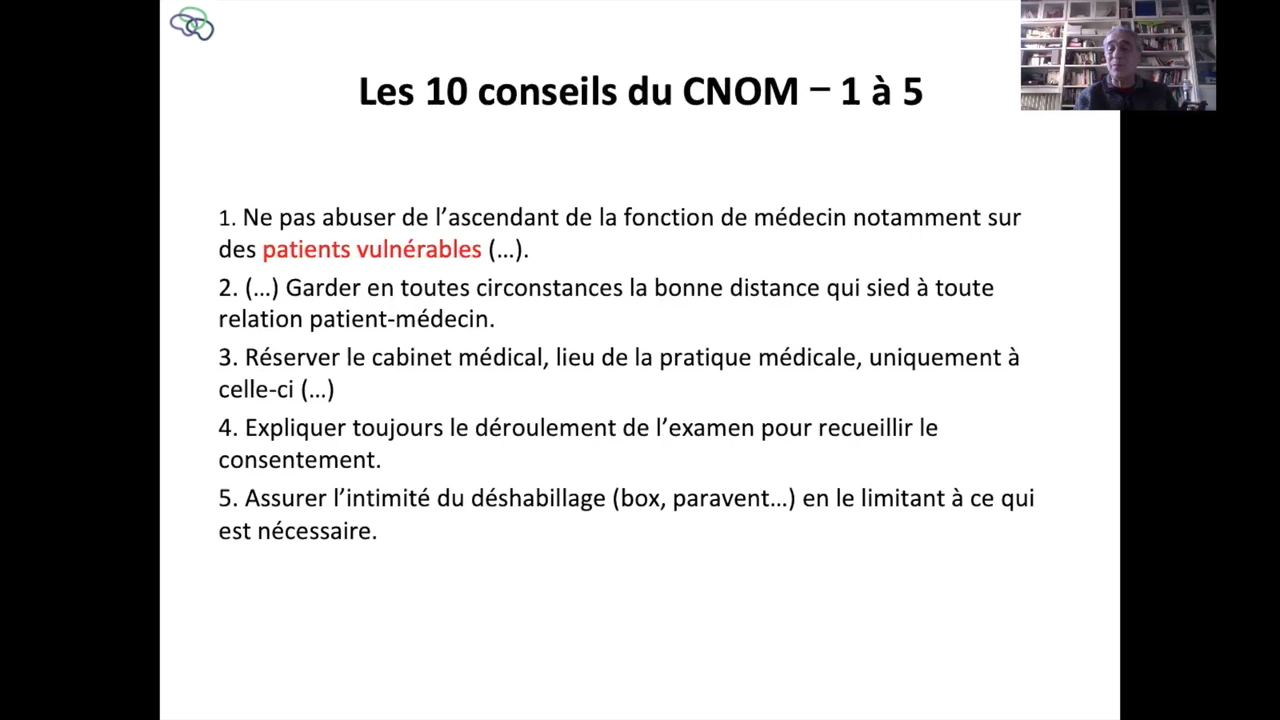 Les 10 conseils du CNOM – 1 à 5
1. Ne pas abuser de l’ascendant de la fonction de médecin notamment sur
des patients vulnérables (…).
2. (…) Garder en toutes circonstances la bonne distance qui sied à toute
relation patient-médecin.
3. Réserver le cabinet médical, lieu de la pratique médicale, uniquement à
celle-ci (…)
4. Expliquer toujours le déroulement de l’examen pour recueillir le
consentement.
5. Assurer l’intimité du déshabillage (box, paravent…) en le limitant à ce qui
est nécessaire.